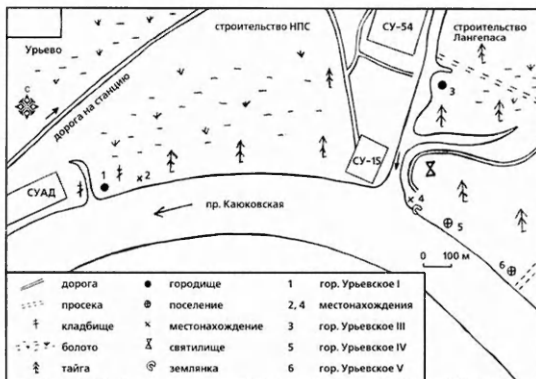 строительство НПС
СУ-54
строительство
Лангепаса
Урьево
С
дорога на станцию
3
СУ-15
1
2
СУАД
пр. Каюковская
4
5
100 м
6
дорога
городище
1
гор. Урьевское I
просека
поселение
2, 4
местонахождения
кладбище
местонахождение
3
гор. Урьевское III
болото
святилище
5
гор. Урьевское IV
тайга
землянка
6
гор. Урьевское V